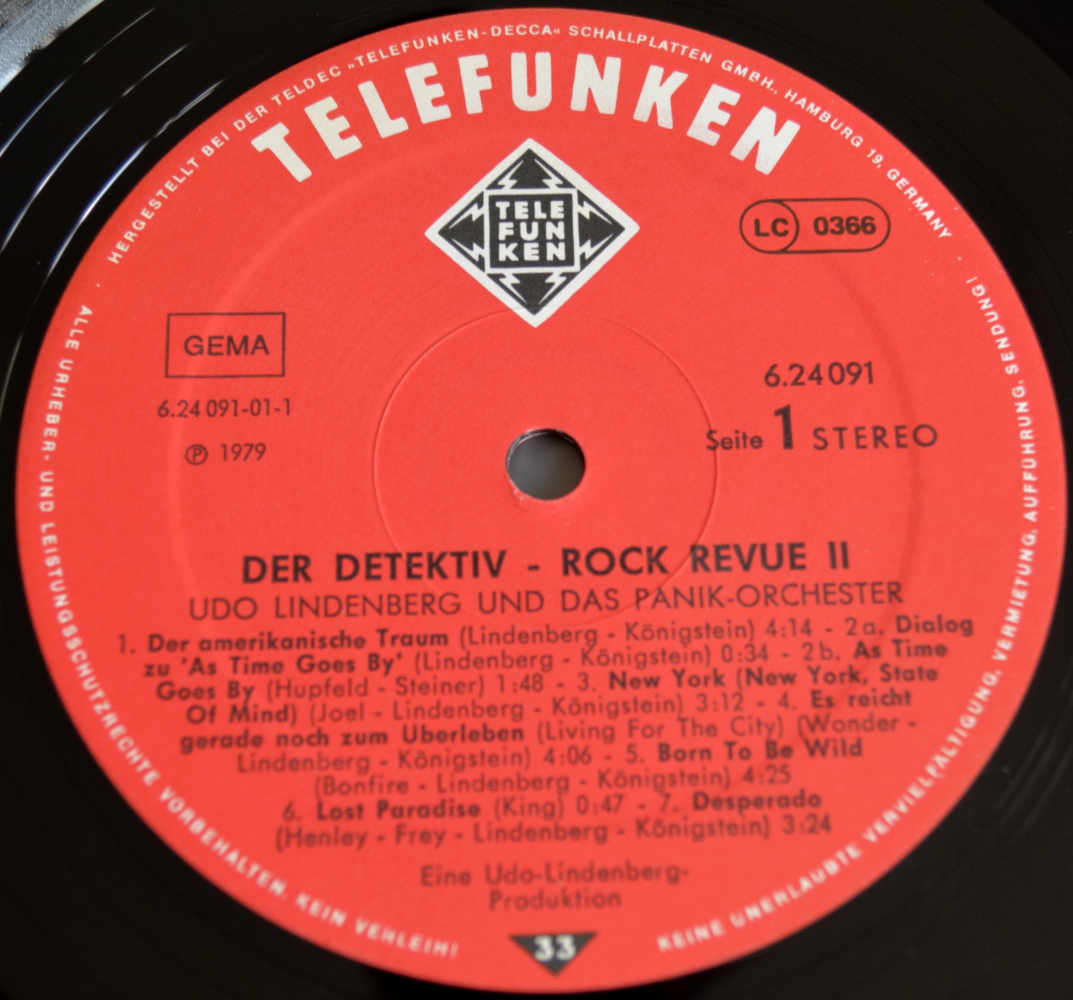 HERGESTELLT BEI DER TELDEC »TELEFUNKEN-DECCA« SCHALLPLATTEN GMBH., HAMBURG 19, GERMANY
TELEFUNKEN
TELE
FUN
KEN
LC 0366
GEMA
6.24 091-01-1
℗ 1979
6.24091
Seite 1 STEREO
DER DETEKTIV - ROCK REVUE II
UDO LINDENBERG UND DAS PANIK-ORCHESTER
1. Der amerikanische Traum (Lindenberg - Königstein) 4:14 - 2a. Dialog
zu 'As Time Goes By' (Lindenberg - Königstein) 0:34 - 2b. As Time
Goes By (Hupfeld - Steiner) 1:48 - 3. New York (New York, State
Of Mind) (Joel - Lindenberg - Königstein) 3:12 - 4. Es reicht
gerade noch zum Überleben (Living For The City) (Wonder -
Lindenberg - Königstein) 4:06 - 5. Born To Be Wild
(Bonfire - Lindenberg - Königstein) 4:25
6. Lost Paradise (King) 0:47 - 7. Desperado
(Henley - Frey - Lindenberg - Königstein) 3:24
Eine Udo-Lindenberg-
Produktion
33
ALLE URHEBER- UND LEISTUNGSSCHUTZRECHTE VORBEHALTEN. KEIN VERLEIH!
KEINE UNERLAUBTE VERVIELFÄLTIGUNG, VERMIETUNG, AUFFÜHRUNG, SENDUNG!